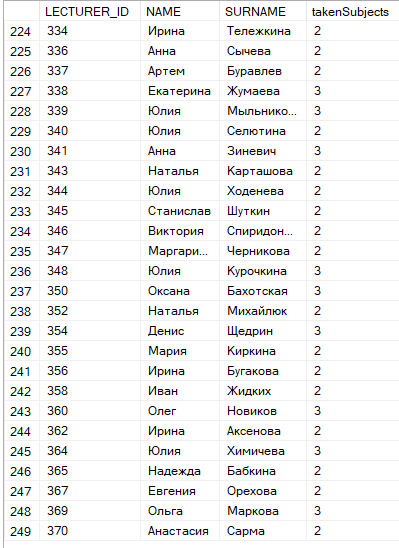 LECTURER_ID NAME SURNAME takenSubjects
224 334 Ирина Тележкина 2
225 336 Анна Сычева 2
226 337 Артем Буравлев 2
227 338 Екатерина Жумаева 3
228 339 Юлия Мыльнико... 3
229 340 Юлия Селютина 2
230 341 Анна Зиневич 3
231 343 Наталья Карташова 2
232 344 Юлия Ходенева 2
233 345 Станислав Шуткин 2
234 346 Виктория Спиридон... 2
235 347 Маргари... Черникова 2
236 348 Юлия Курочкина 3
237 350 Оксана Бахотская 3
238 352 Наталья Михайлюк 2
239 354 Денис Щедрин 3
240 355 Мария Киркина 2
241 356 Ирина Бугакова 2
242 358 Иван Жидких 2
243 360 Олег Новиков 3
244 362 Ирина Аксенова 2
245 364 Юлия Химичева 3
246 365 Надежда Бабкина 2
247 367 Евгения Орехова 2
248 369 Ольга Маркова 3
249 370 Анастасия Сарма 2